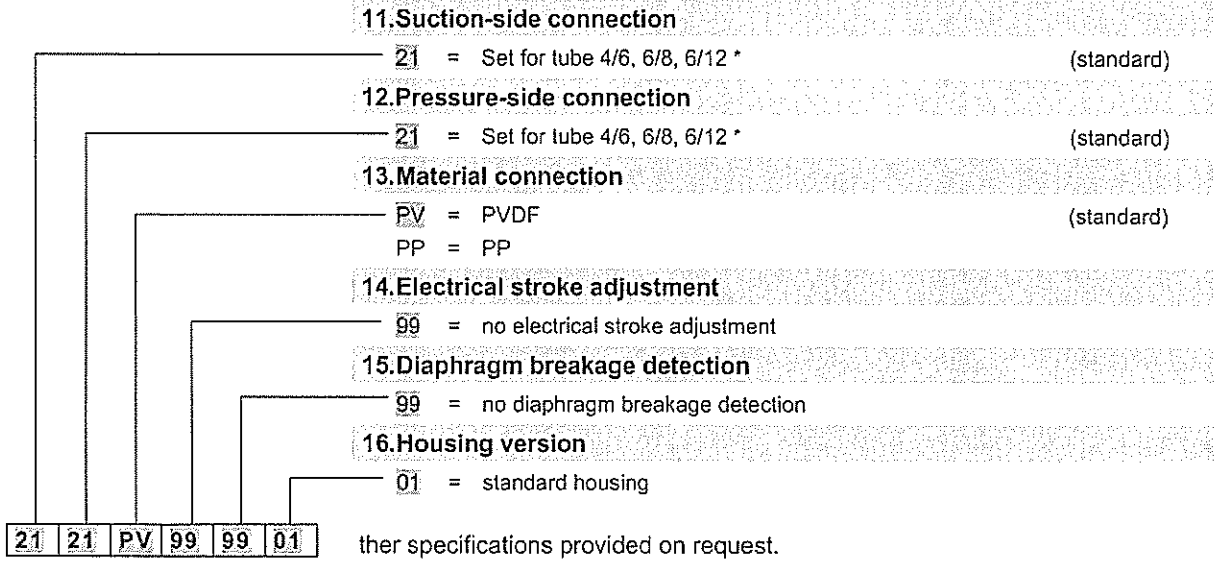 11.Suction-side connection
21 = Set for tube 4/6, 6/8, 6/12 * (standard)
12.Pressure-side connection
21 = Set for tube 4/6, 6/8, 6/12 * (standard)
13.Material connection
PV = PVDF (standard)
PP = PP
14.Electrical stroke adjustment
99 = no electrical stroke adjustment
15.Diaphragm breakage detection
99 = no diaphragm breakage detection
16.Housing version
01 = standard housing
21 21 PV 99 99 01 ther specifications provided on request.